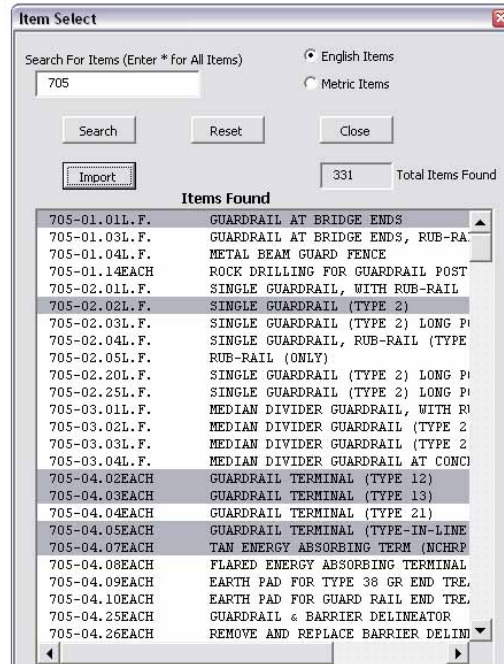 Item Select
Search For Items (Enter * for All Items)
705
English Items
Metric Items
Search
Reset
Close
Import
331
Total Items Found
Items Found
705-01.01L.F. GUARDRAIL AT BRIDGE ENDS
705-01.03L.F. GUARDRAIL AT BRIDGE ENDS, RUB-RA
705-01.04L.F. METAL BEAM GUARD FENCE
705-01.14EACH ROCK DRILLING FOR GUARDRAIL POST
705-02.01L.F. SINGLE GUARDRAIL, WITH RUB-RAIL
705-02.02L.F. SINGLE GUARDRAIL (TYPE 2)
705-02.03L.F. SINGLE GUARDRAIL (TYPE 2) LONG P
705-02.04L.F. SINGLE GUARDRAIL, RUB-RAIL (TYPE
705-02.05L.F. RUB-RAIL (ONLY)
705-02.20L.F. SINGLE GUARDRAIL (TYPE 2) LONG P
705-02.25L.F. SINGLE GUARDRAIL (TYPE 2) LONG P
705-03.01L.F. MEDIAN DIVIDER GUARDRAIL, WITH R
705-03.02L.F. MEDIAN DIVIDER GUARDRAIL (TYPE 2
705-03.03L.F. MEDIAN DIVIDER GUARDRAIL (TYPE 2
705-03.04L.F. MEDIAN DIVIDER GUARDRAIL AT CONC
705-04.02EACH GUARDRAIL TERMINAL (TYPE 12)
705-04.03EACH GUARDRAIL TERMINAL (TYPE 13)
705-04.04EACH GUARDRAIL TERMINAL (TYPE 21)
705-04.05EACH GUARDRAIL TERMINAL (TYPE-IN-LINE
705-04.07EACH TAN ENERGY ABSORBING TERM (NCHRP
705-04.08EACH FLARED ENERGY ABSORBING TERMINAL
705-04.09EACH EARTH PAD FOR TYPE 38 GR END TRE
705-04.10EACH EARTH PAD FOR GUARD RAIL END TRE
705-04.25EACH GUARDRAIL & BARRIER DELINEATOR
705-04.26EACH REMOVE AND REPLACE BARRIER DELIN